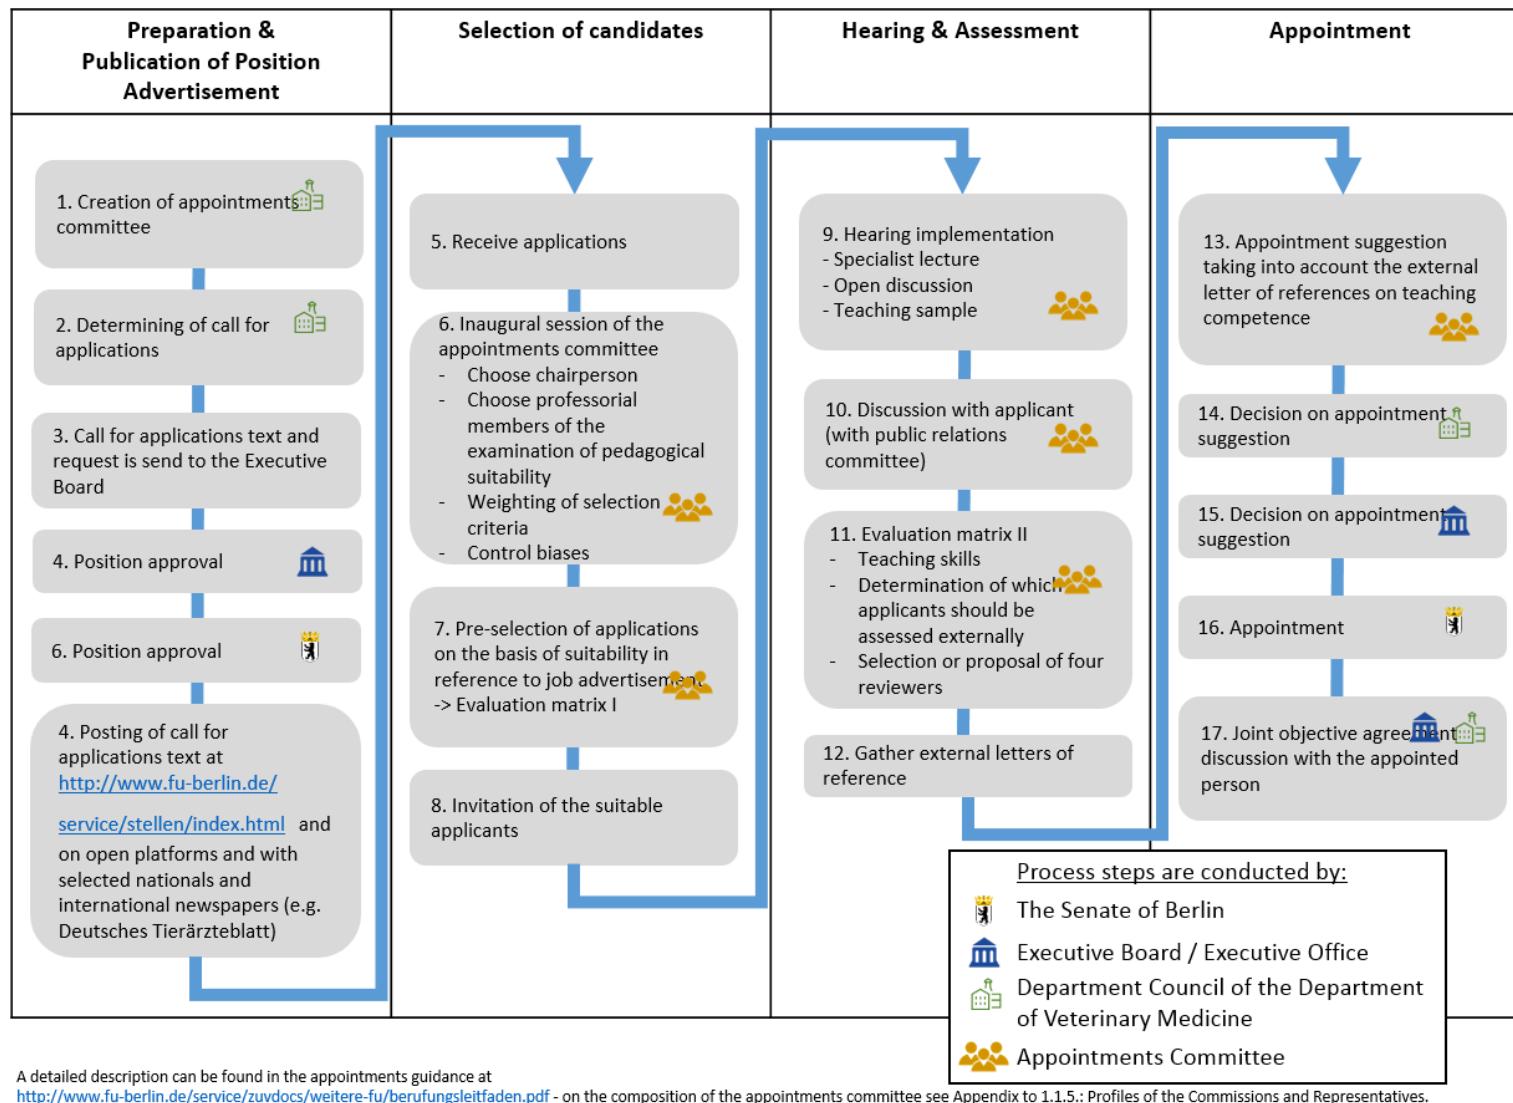 Preparation &
Publication of Position
Advertisement
1. Creation of appointments
committee
2. Determining of call for
applications
3. Call for applications text and
request is send to the Executive
Board
4. Position approval
6. Position approval
4. Posting of call for
applications text at
http://www.fu-berlin.de/
service/stellen/index.html and
on open platforms and with
selected nationals and
international newspapers (e.g.
Deutsches Tierärzteblatt)
Selection of candidates
5. Receive applications
6. Inaugural session of the
appointments committee
- Choose chairperson
- Choose professorial
members of the
examination of pedagogical
suitability
- Weighting of selection
criteria
- Control biases
7. Pre-selection of applications
on the basis of suitability in
reference to job advertisement
-> Evaluation matrix I
8. Invitation of the suitable
applicants
Hearing & Assessment
9. Hearing implementation
- Specialist lecture
- Open discussion
- Teaching sample
10. Discussion with applicant
(with public relations
committee)
11. Evaluation matrix II
- Teaching skills
- Determination of which
applicants should be
assessed externally
- Selection or proposal of four
reviewers
12. Gather external letters of
reference
Appointment
13. Appointment suggestion
taking into account the external
letter of references on teaching
competence
14. Decision on appointment
suggestion
15. Decision on appointment
suggestion
16. Appointment
17. Joint objective agreement
discussion with the appointed
person
Process steps are conducted by:
The Senate of Berlin
Executive Board / Executive Office
Department Council of the Department
of Veterinary Medicine
Appointments Committee
A detailed description can be found in the appointments guidance at
http://www.fu-berlin.de/service/zuvdocs/weitere-fu/berufungsleitfaden.pdf - on the composition of the appointments committee see Appendix to 1.1.5.: Profiles of the Commissions and Representatives.